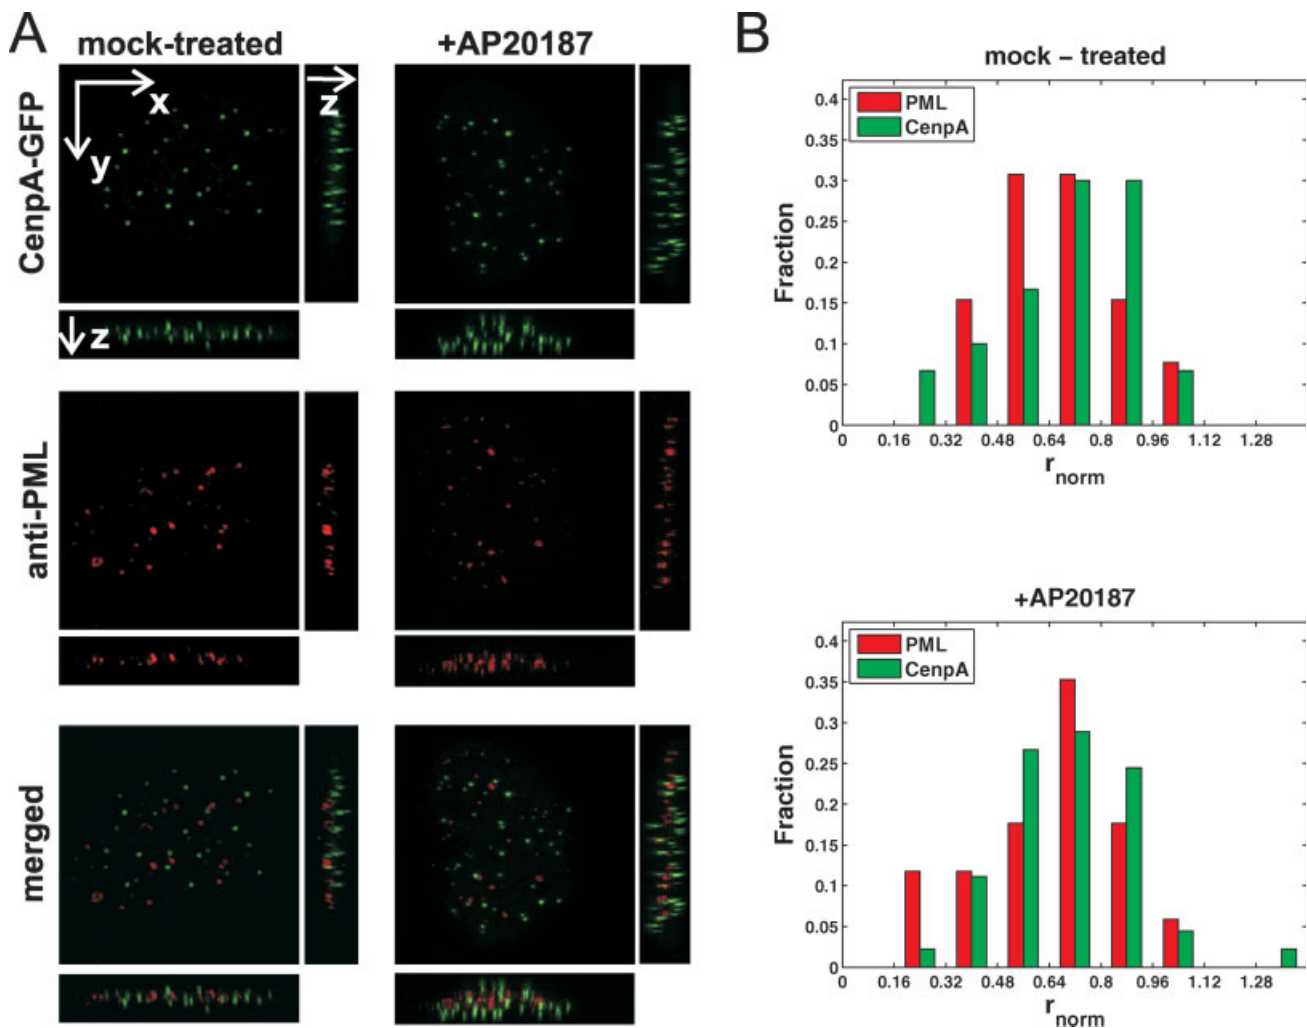 A
mock-treated
+AP20187
CenpA-GFP
x
y
z
z
anti-PML
merged
B
mock – treated
PML
CenpA
Fraction
0.4
0.35
0.3
0.25
0.2
0.15
0.1
0.05
0
0 0.16 0.32 0.48 0.64 0.8 0.96 1.12 1.28
r norm
+AP20187
PML
CenpA
Fraction
0.4
0.35
0.3
0.25
0.2
0.15
0.1
0.05
0
0 0.16 0.32 0.48 0.64 0.8 0.96 1.12 1.28
r norm